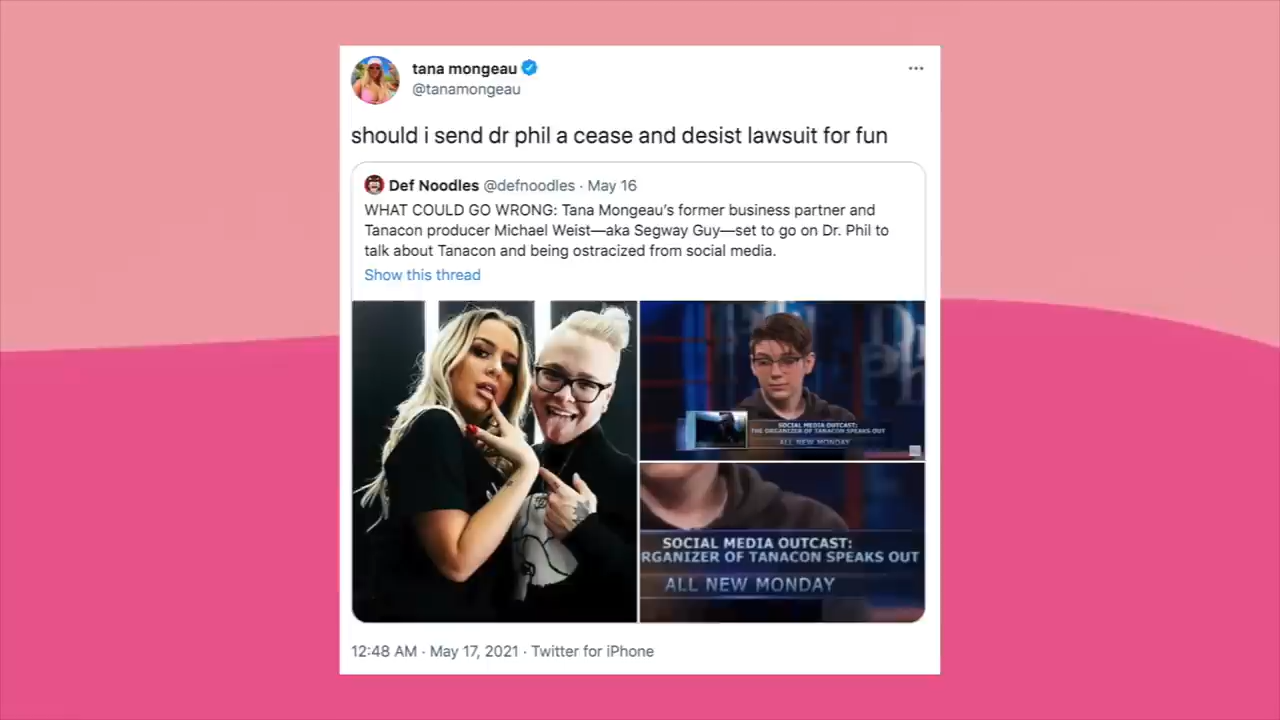 tana mongeau
@tanamongeau
should i send dr phil a cease and desist lawsuit for fun
Def Noodles @defnoodles · May 16
WHAT COULD GO WRONG: Tana Mongeau’s former business partner and
Tanacon producer Michael Weist—aka Segway Guy—set to go on Dr. Phil to
talk about Tanacon and being ostracized from social media.
Show this thread
SOCIAL MEDIA OUTCAST:
THE ORGANIZER OF TANACON SPEAKS OUT
ALL NEW MONDAY
SOCIAL MEDIA OUTCAST:
RGANIZER OF TANACON SPEAKS OUT
ALL NEW MONDAY
12:48 AM · May 17, 2021 · Twitter for iPhone